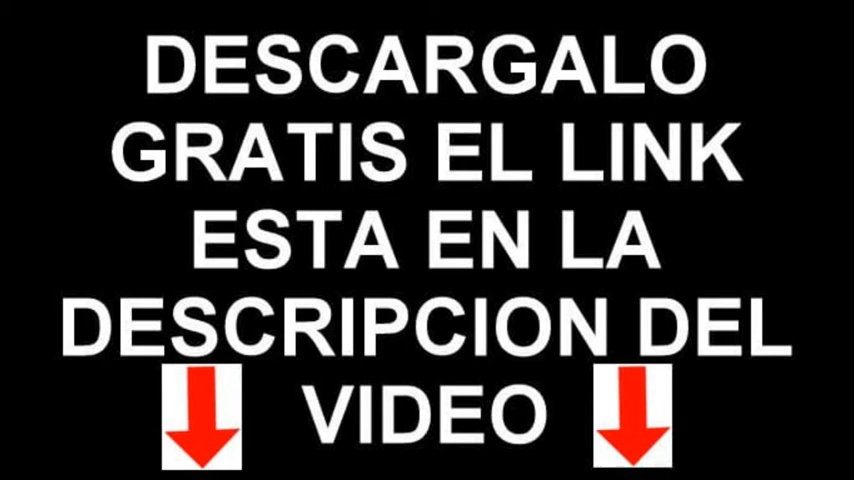 DESCARGALO
GRATIS EL LINK
ESTA EN LA
DESCRIPCION DEL
VIDEO